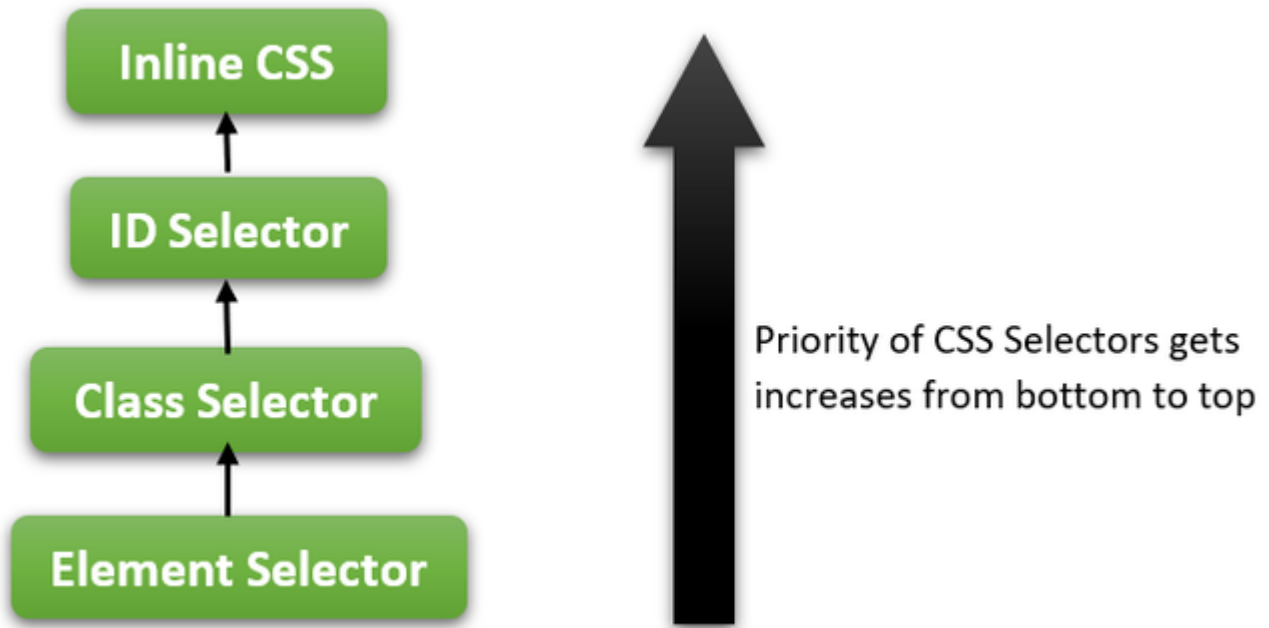 Inline CSS
ID Selector
Class Selector
Element Selector
Priority of CSS Selectors gets
increases from bottom to top